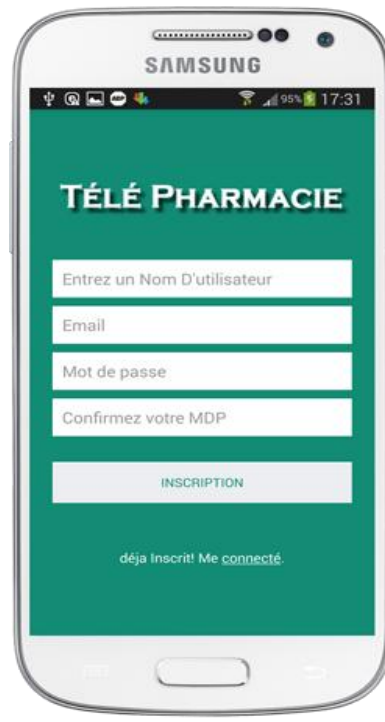 SAMSUNG
95% 17:31
TÉLÉ PHARMACIE
Entrez un Nom D'utilisateur
Email
Mot de passe
Confirmez votre MDP
INSCRIPTION
déja Inscrit! Me connecté.